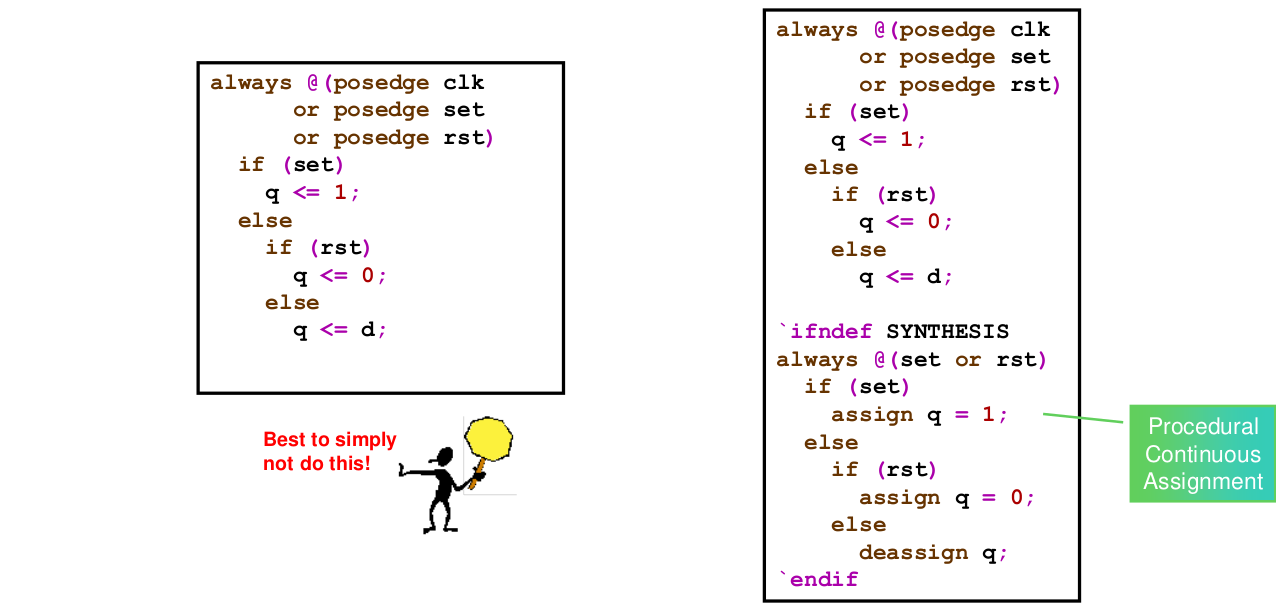 always @(posedge clk
or posedge set
or posedge rst)
if (set)
q <= 1;
else
if (rst)
q <= 0;
else
q <= d;
Best to simply
not do this!
always @(posedge clk
or posedge set
or posedge rst)
if (set)
q <= 1;
else
if (rst)
q <= 0;
else
q <= d;
`ifndef SYNTHESIS
always @(set or rst)
if (set)
assign q = 1;
else
if (rst)
assign q = 0;
else
deassign q;
`endif
Procedural
Continuous
Assignment